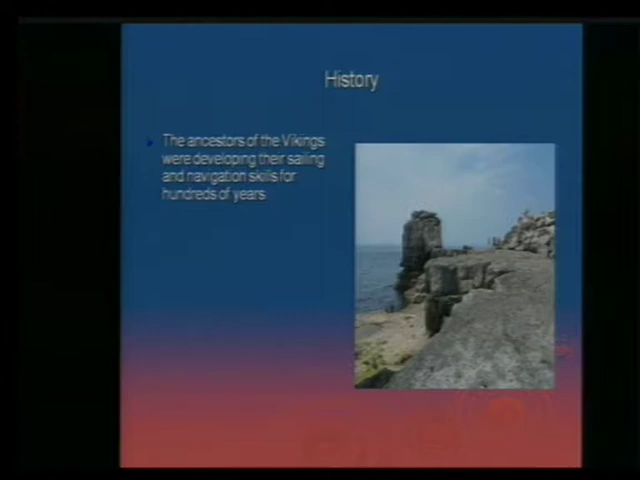 History
The ancestors of the Vikings
were developing their sailing
and navigation skills for
hundreds of years